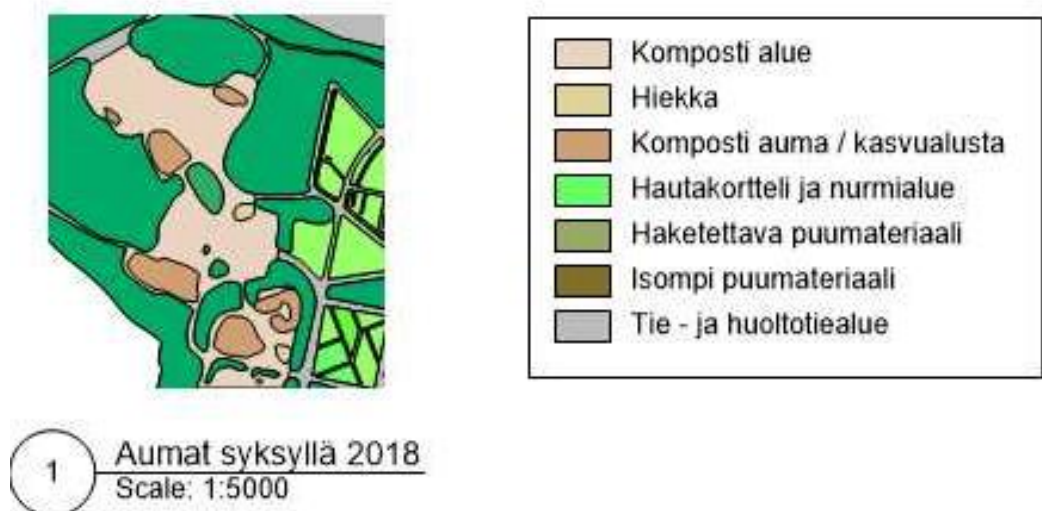 Komposti alue
Hiekka
Komposti auma / kasvualusta
Hautakortteli ja nurmialue
Haketettava puumateriaali
Isompi puumateriaali
Tie - ja huoltotiealue
1
Aumat syksyllä 2018
Scale: 1:5000